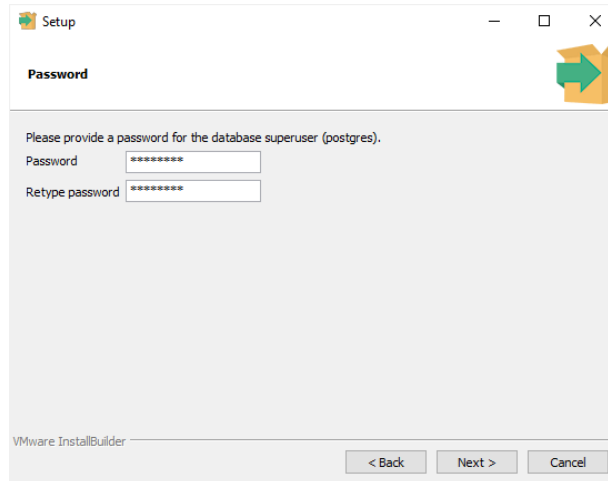 Setup
Password
Please provide a password for the database superuser (postgres).
Password ********
Retype password ********
VMware InstallBuilder
< Back Next > Cancel